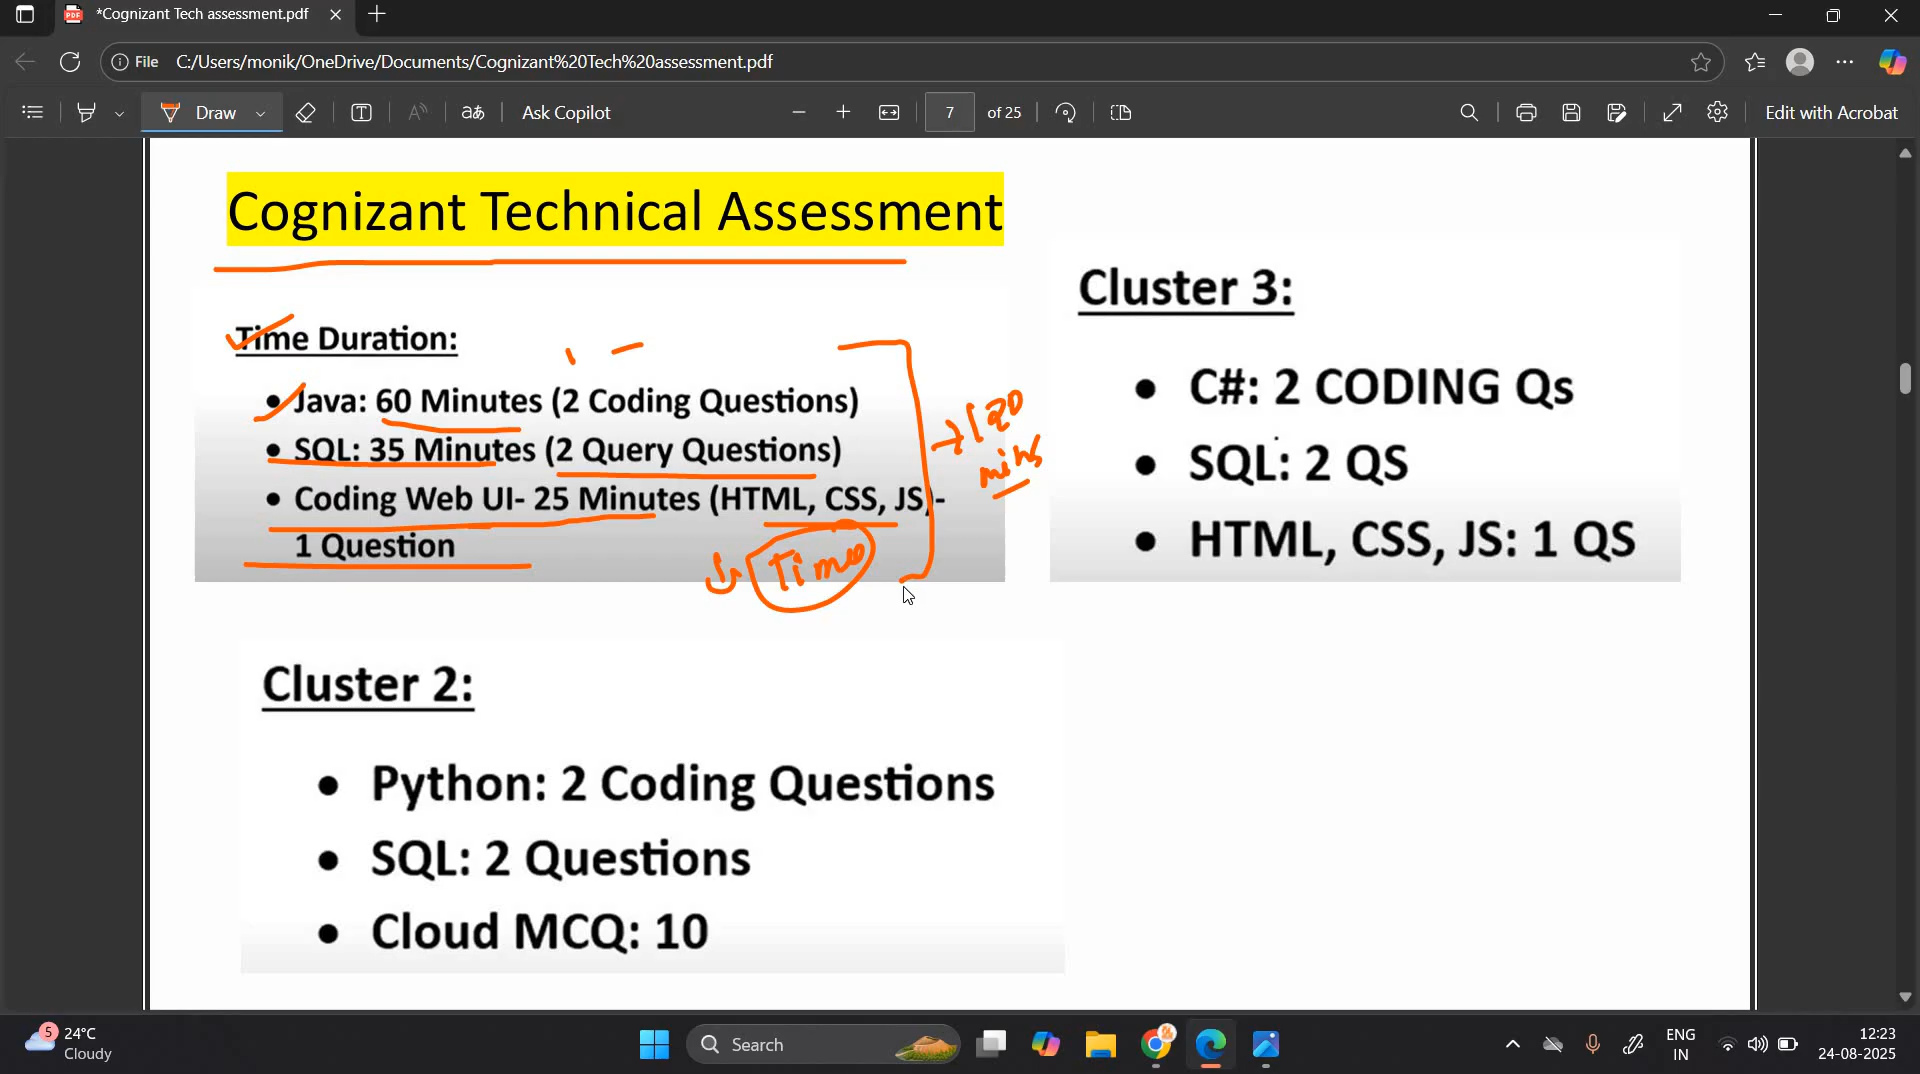 *Cognizant Tech assessment.pdf
File C:/Users/monik/OneDrive/Documents/Cognizant%20Tech%20assessment.pdf
Draw Ask Copilot 7 of 25 Edit with Acrobat
Cognizant Technical Assessment
Time Duration:
• Java: 60 Minutes (2 Coding Questions)
• SQL: 35 Minutes (2 Query Questions)
• Coding Web UI- 25 Minutes (HTML, CSS, JS)-
1 Question
→ 120
mins
Time
Cluster 3:
• C#: 2 CODING Qs
• SQL: 2 QS
• HTML, CSS, JS: 1 QS
Cluster 2:
• Python: 2 Coding Questions
• SQL: 2 Questions
• Cloud MCQ: 10
5
24°C
Cloudy
Search
ENG
IN
12:23
24-08-2025